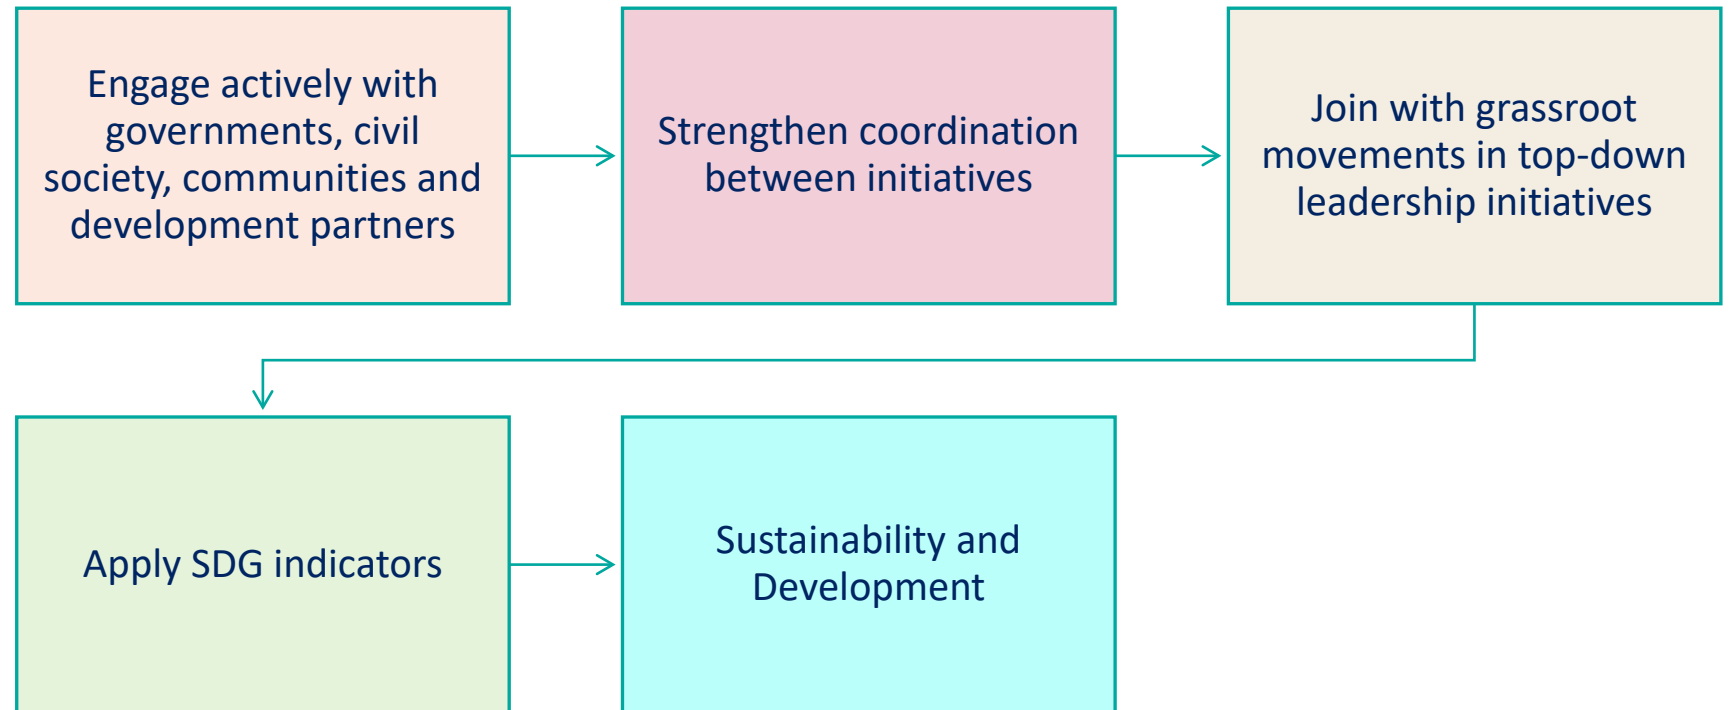 Engage actively with
governments, civil
society, communities and
development partners
Strengthen coordination
between initiatives
Join with grassroot
movements in top-down
leadership initiatives
Apply SDG indicators
Sustainability and
Development